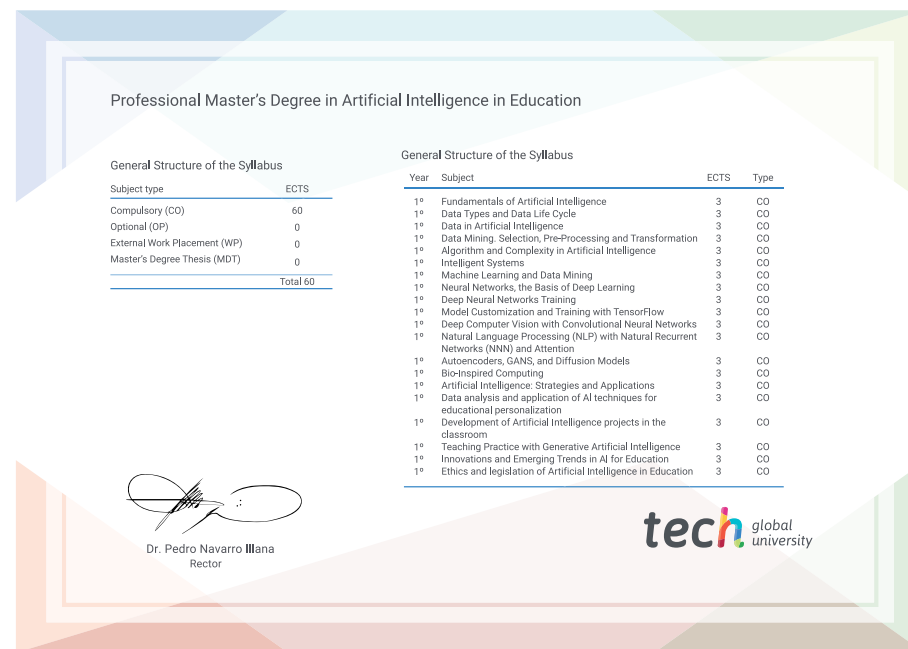 Professional Master's Degree in Artificial Intelligence in Education
General Structure of the Syllabus
Subject type ECTS
Compulsory (CO) 60
Optional (OP) 0
External Work Placement (WP) 0
Master's Degree Thesis (MDT) 0
Total 60
General Structure of the Syllabus
Year Subject ECTS Type
1º Fundamentals of Artificial Intelligence 3 CO
1º Data Types and Data Life Cycle 3 CO
1º Data in Artificial Intelligence 3 CO
1º Data Mining. Selection, Pre-Processing and Transformation 3 CO
1º Algorithm and Complexity in Artificial Intelligence 3 CO
1º Intelligent Systems 3 CO
1º Machine Learning and Data Mining 3 CO
1º Neural Networks, the Basis of Deep Learning 3 CO
1º Deep Neural Networks Training 3 CO
1º Model Customization and Training with TensorFlow 3 CO
1º Deep Computer Vision with Convolutional Neural Networks 3 CO
1º Natural Language Processing (NLP) with Natural Recurrent 3 CO
Networks (NNN) and Attention
1º Autoencoders, GANS, and Diffusion Models 3 CO
1º Bio-Inspired Computing 3 CO
1º Artificial Intelligence: Strategies and Applications 3 CO
1º Data analysis and application of AI techniques for 3 CO
educational personalization
1º Development of Artificial Intelligence projects in the 3 CO
classroom
1º Teaching Practice with Generative Artificial Intelligence 3 CO
1º Innovations and Emerging Trends in AI for Education 3 CO
1º Ethics and legislation of Artificial Intelligence in Education 3 CO
Dr. Pedro Navarro Illana
Rector
tech global
university